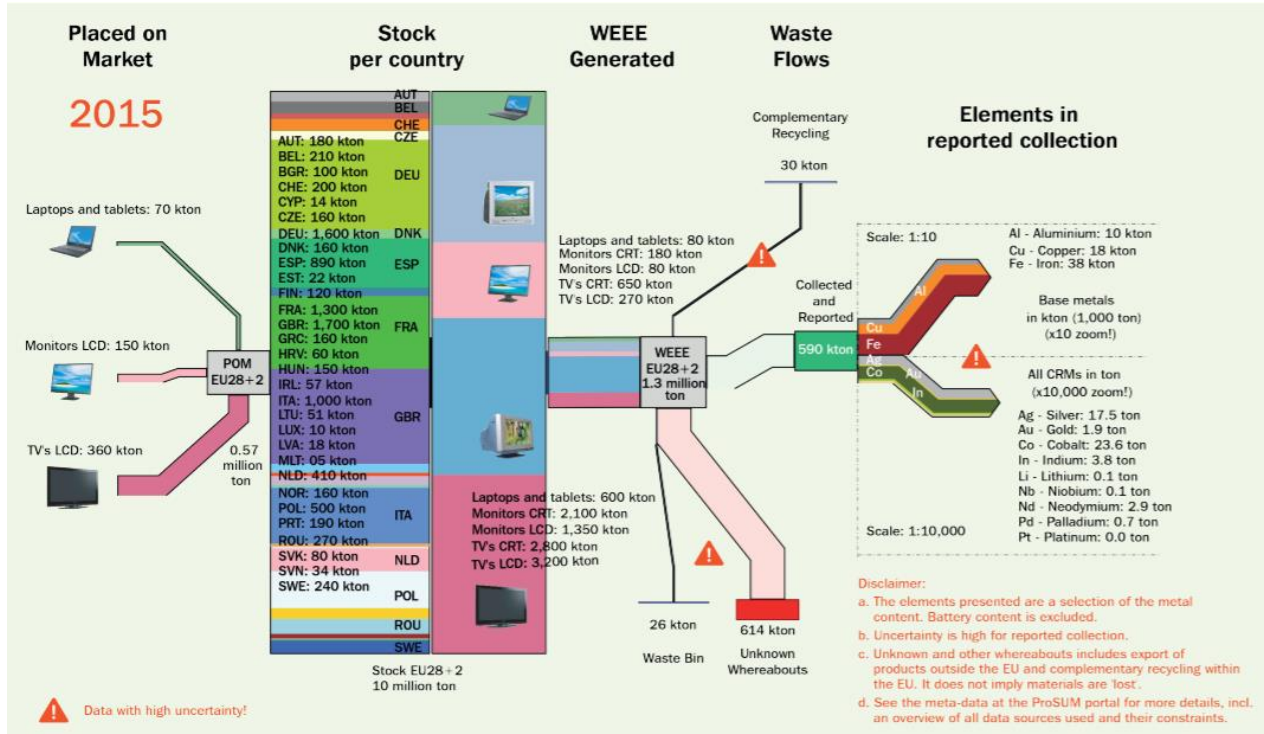 Placed on
Market
Stock
per country
WEEE
Generated
Waste
Flows
2015
Elements in
reported collection
Laptops and tablets: 70 kton
Monitors LCD: 150 kton
TV's LCD: 360 kton
POM
EU28+2
0.57
million
ton
AUT
BEL
CHE
CZE
DEU
DNK
ESP
FRA
GBR
ITA
NLD
POL
ROU
SWE
AUT: 180 kton
BEL: 210 kton
BGR: 100 kton
CHE: 200 kton
CYP: 14 kton
CZE: 160 kton
DEU: 1,600 kton
DNK: 160 kton
ESP: 890 kton
EST: 22 kton
FIN: 120 kton
FRA: 1,300 kton
GBR: 1,700 kton
GRC: 160 kton
HRV: 60 kton
HUN: 150 kton
IRL: 57 kton
ITA: 1,000 kton
LTU: 51 kton
LUX: 10 kton
LVA: 18 kton
MLT: 05 kton
NLD: 410 kton
NOR: 160 kton
POL: 500 kton
PRT: 190 kton
ROU: 270 kton
SVK: 80 kton
SVN: 34 kton
SWE: 240 kton
Stock EU28+2
10 million ton
Laptops and tablets: 600 kton
Monitors CRT: 2,100 kton
Monitors LCD: 1,350 kton
TV's CRT: 2,800 kton
TV's LCD: 3,200 kton
Laptops and tablets: 80 kton
Monitors CRT: 180 kton
Monitors LCD: 80 kton
TV's CRT: 650 kton
TV's LCD: 270 kton
WEEE
EU28+2
1.3 million
ton
Complementary
Recycling
30 kton
Collected
and
Reported
590 kton
26 kton
Waste Bin
614 kton
Unknown
Whereabouts
Scale: 1:10
Al
Cu
Fe
Ag
Co
Au
In
Scale: 1:10,000
Al - Aluminium: 10 kton
Cu - Copper: 18 kton
Fe - Iron: 38 kton
Base metals
in kton (1,000 ton)
(x10 zoom!)
All CRMs in ton
(x10,000 zoom!)
Ag - Silver: 17.5 ton
Au - Gold: 1.9 ton
Co - Cobalt: 23.6 ton
In - Indium: 3.8 ton
Li - Lithium: 0.1 ton
Nb - Niobium: 0.1 ton
Nd - Neodymium: 2.9 ton
Pd - Palladium: 0.7 ton
Pt - Platinum: 0.0 ton
Disclaimer:
a. The elements presented are a selection of the metal
content. Battery content is excluded.
b. Uncertainty is high for reported collection.
c. Unknown and other whereabouts includes export of
products outside the EU and complementary recycling within
the EU. It does not imply materials are 'lost'.
d. See the meta-data at the ProSUM portal for more details, incl.
an overview of all data sources used and their constraints.
! Data with high uncertainty!